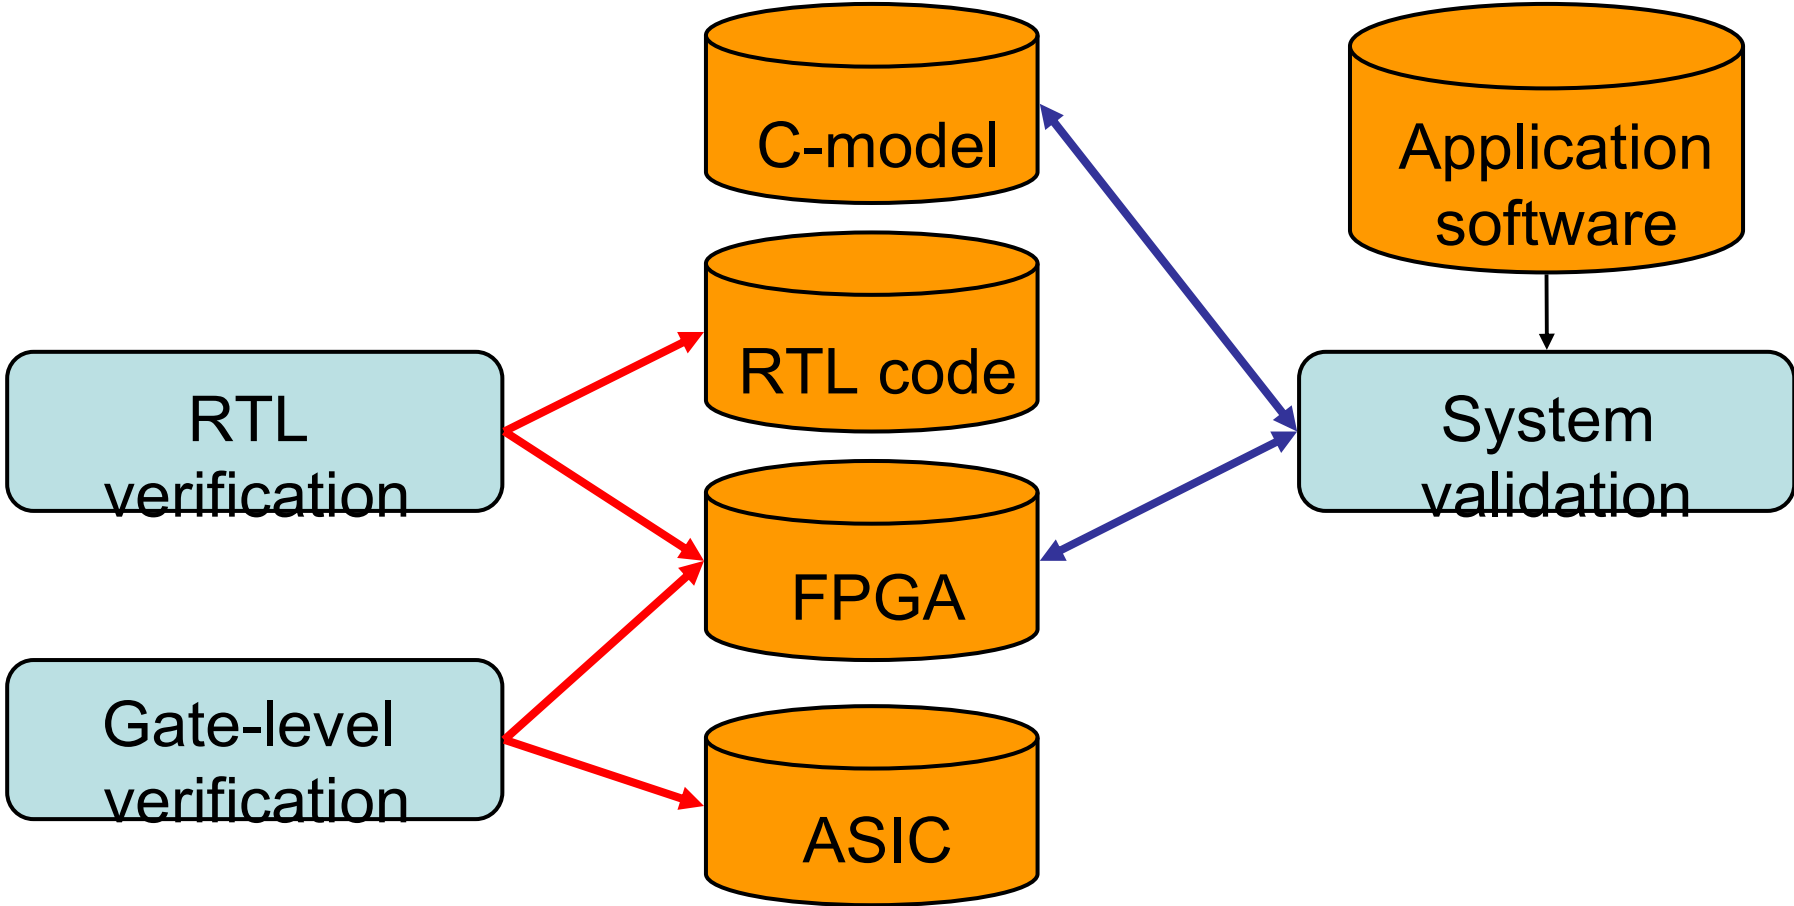 C-model
Application
software
RTL code
RTL
verification
System
validation
FPGA
Gate-level
verification
ASIC